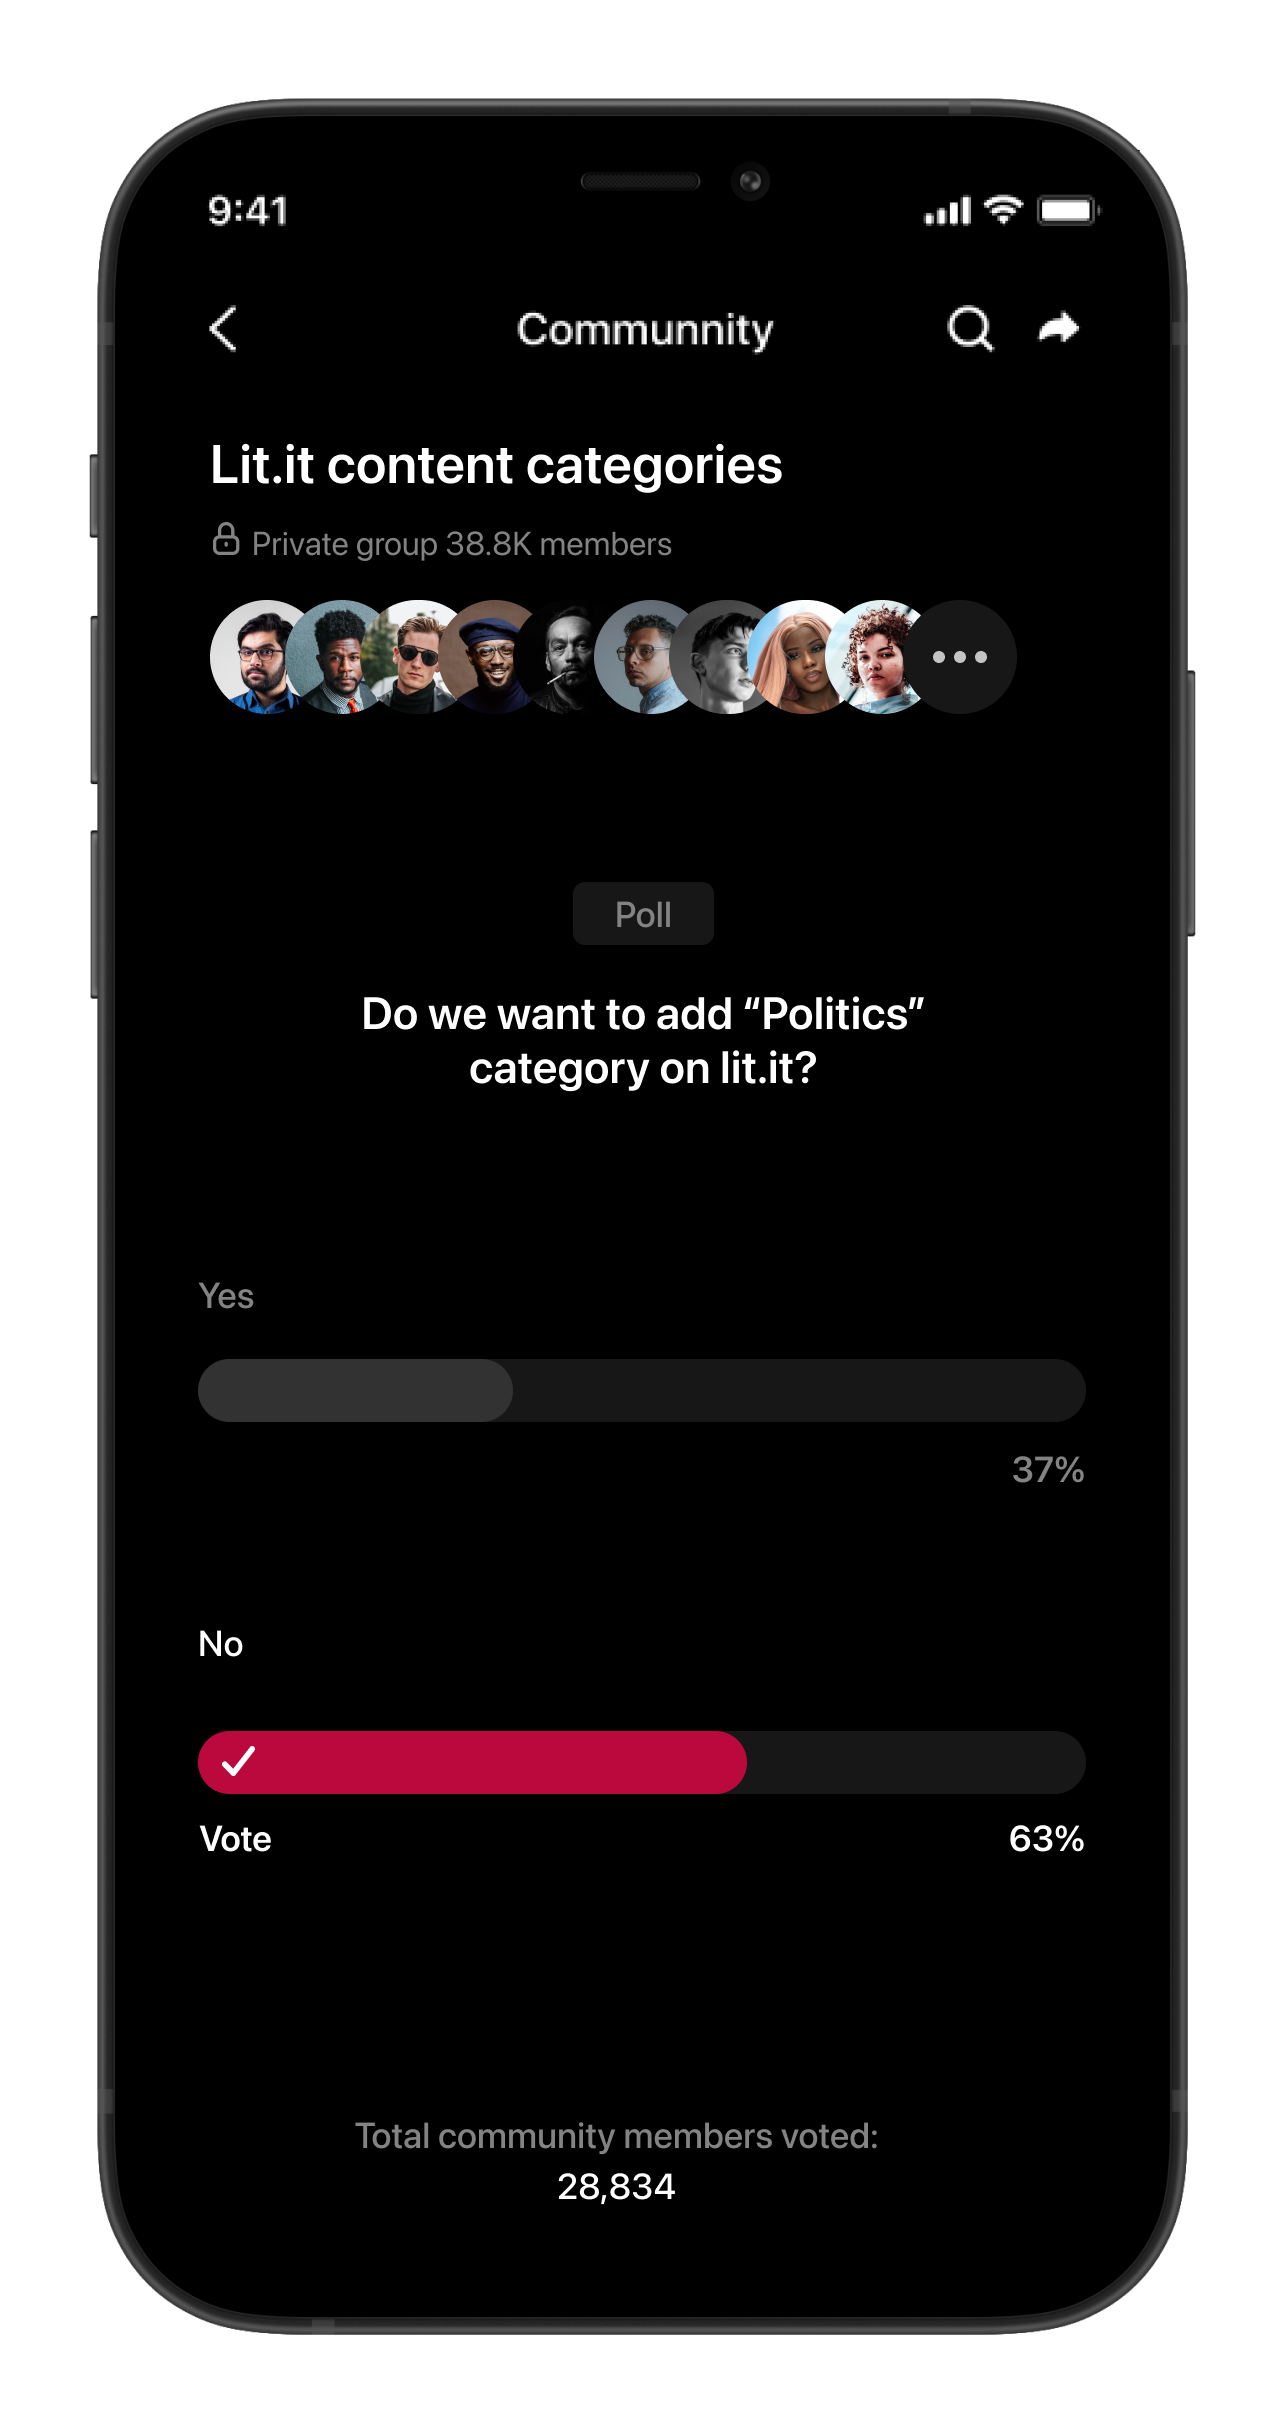 9:41
Communnity
Lit.it content categories
Private group 38.8K members
Poll
Do we want to add “Politics”
category on lit.it?
Yes
37%
No
Vote 63%
Total community members voted:
28,834